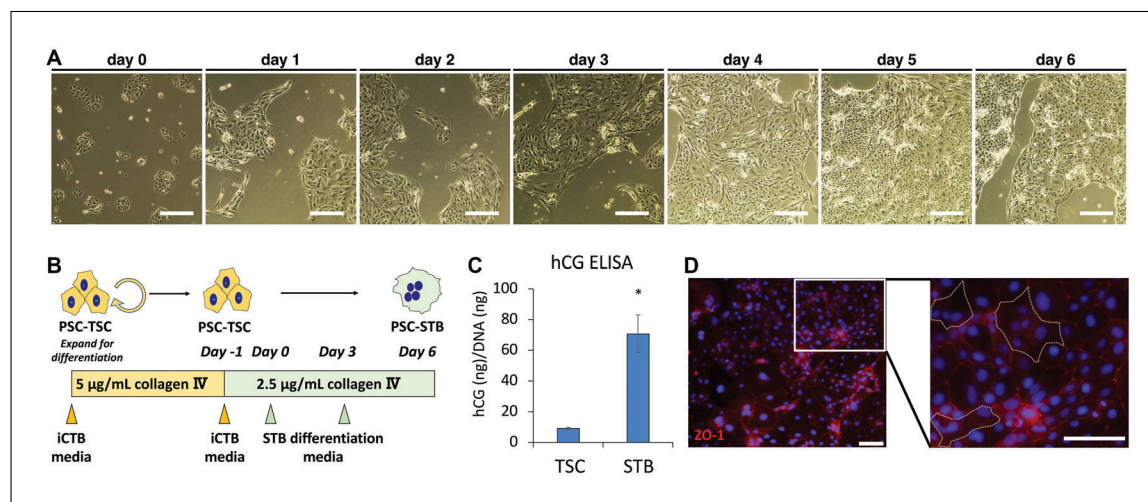 A
day 0 day 1 day 2 day 3 day 4 day 5 day 6
B
PSC-TSC
Expand for
differentiation
PSC-TSC
PSC-STB
Day -1 Day 0 Day 3 Day 6
5 µg/mL collagen Ⅳ 2.5 µg/mL collagen Ⅳ
iCTB
media
iCTB
media
STB differentiation
media
C
hCG ELISA
hCG (ng)/DNA (ng)
100
80
60
40
20
0
*
TSC STB
D
ZO-1